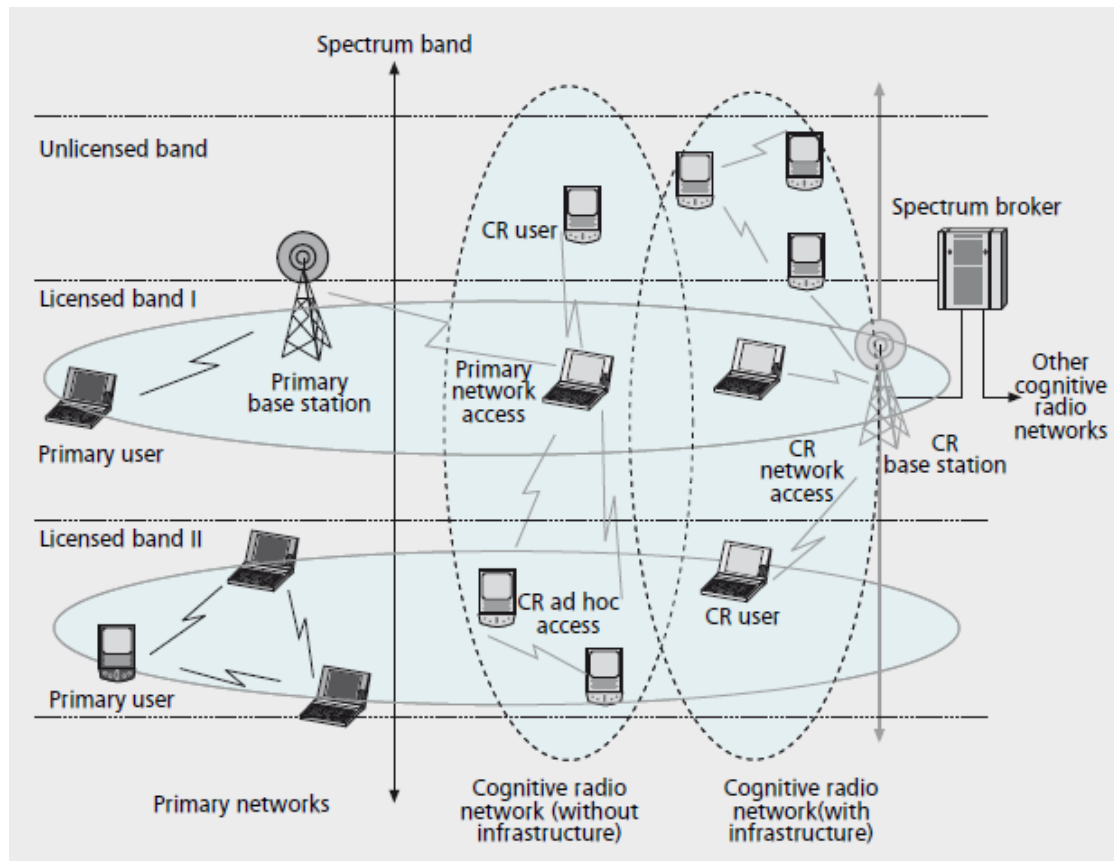 Spectrum band
Unlicensed band
CR user
Spectrum broker
Licensed band I
Primary
base station
Primary
network
access
Other
cognitive
radio
networks
Primary user
CR
network
access
CR
base station
Licensed band II
CR ad hoc
access
CR user
Primary user
Primary networks
Cognitive radio
network (without
infrastructure)
Cognitive radio
network(with
infrastructure)